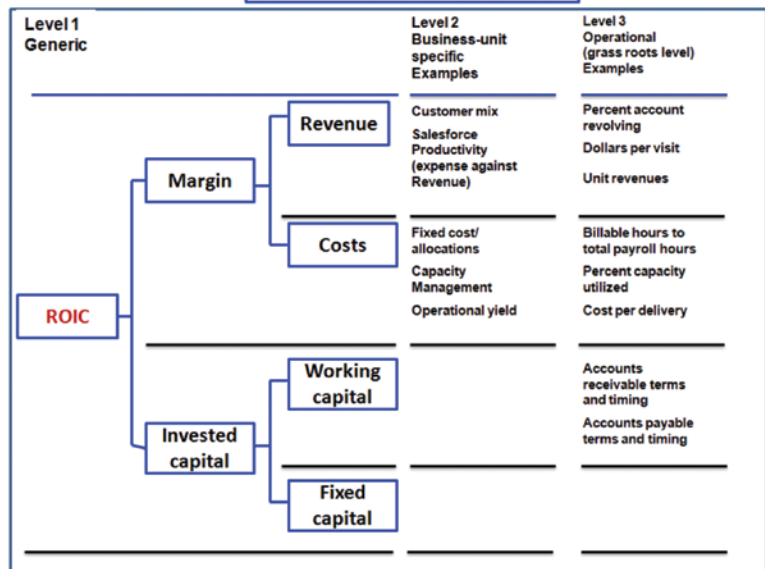 Level 1
Generic
Level 2
Business-unit
specific
Examples
Level 3
Operational
(grass roots level)
Examples
Revenue
Customer mix
Salesforce
Productivity
(expense against
Revenue)
Percent account
revolving
Dollars per visit
Unit revenues
Margin
Costs
Fixed cost/
allocations
Capacity
Management
Operational yield
Billable hours to
total payroll hours
Percent capacity
utilized
Cost per delivery
ROIC
Working
capital
Accounts
receivable terms
and timing
Accounts payable
terms and timing
Invested
capital
Fixed
capital